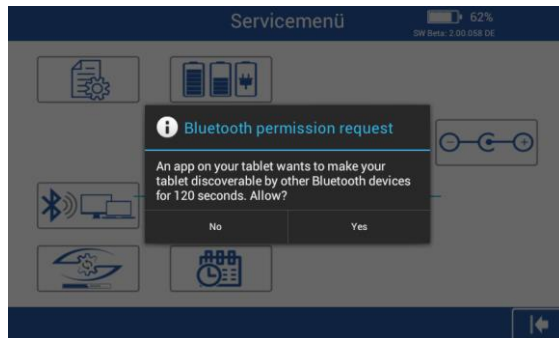 Servicemenü
62%
SW Beta: 2.00.058 DE
Bluetooth permission request
An app on your tablet wants to make your
tablet discoverable by other Bluetooth devices
for 120 seconds. Allow?
No
Yes